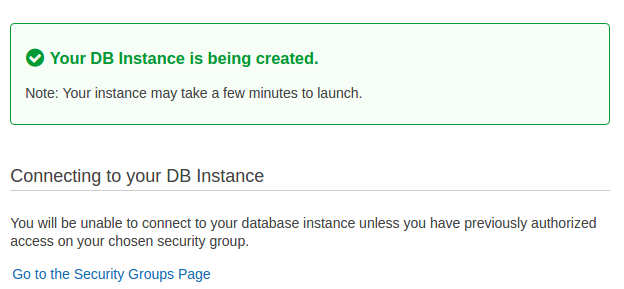 Your DB Instance is being created.
Note: Your instance may take a few minutes to launch.
Connecting to your DB Instance
You will be unable to connect to your database instance unless you have previously authorized
access on your chosen security group.
Go to the Security Groups Page